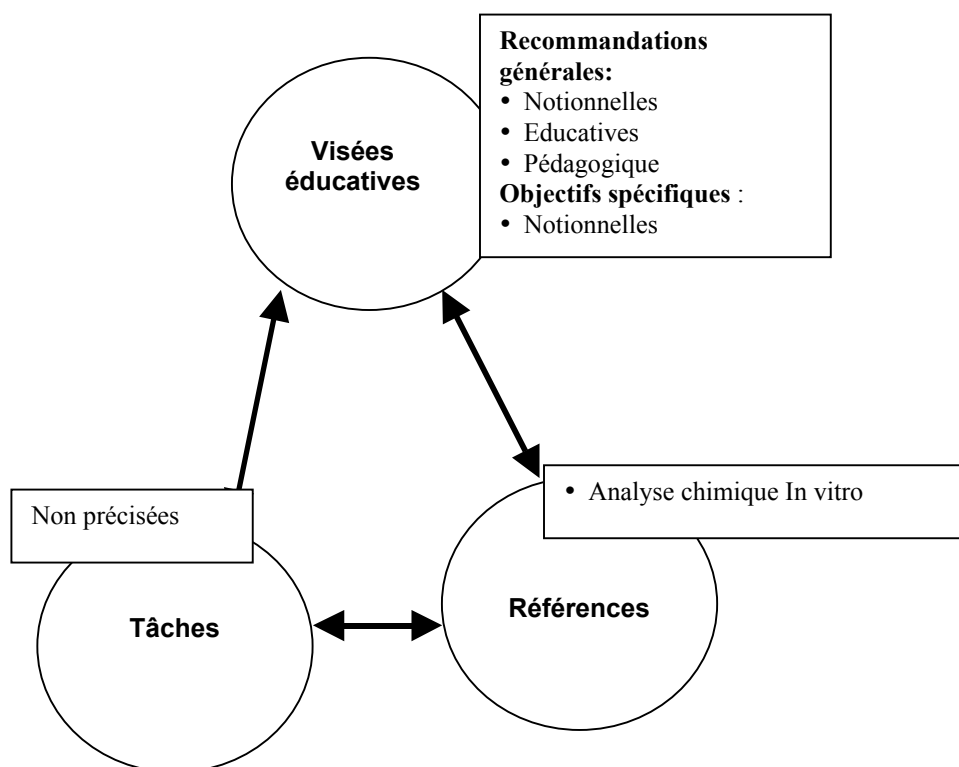 Recommandations
générales:
• Notionnelles
• Educatives
• Pédagogique
Objectifs spécifiques :
• Notionnelles
Visées
éducatives
• Analyse chimique In vitro
Non précisées
Références
Tâches